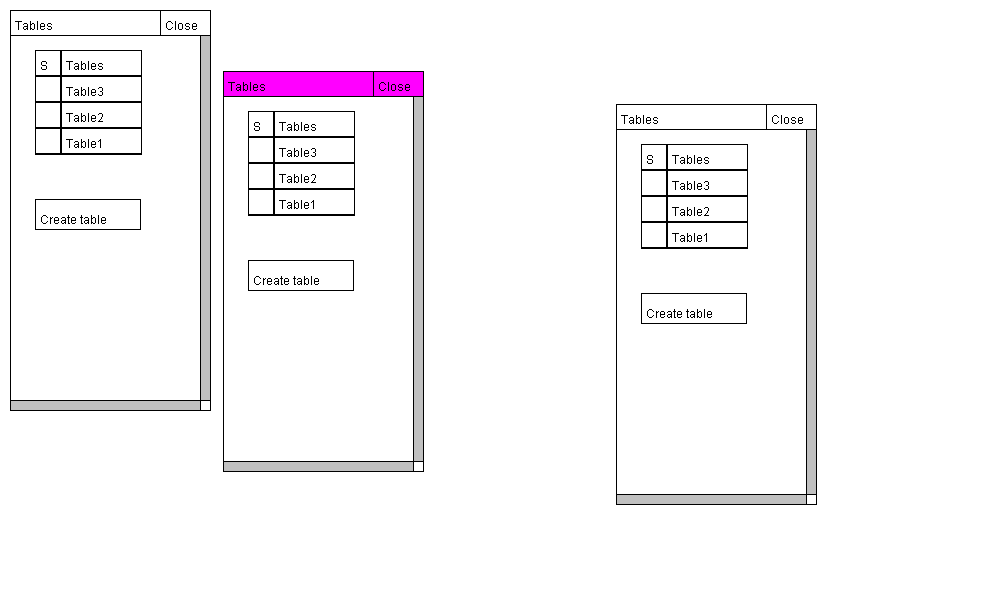 Tables Close
S Tables
Table3
Table2
Table1
Create table
Tables Close
S Tables
Table3
Table2
Table1
Create table
Tables Close
S Tables
Table3
Table2
Table1
Create table